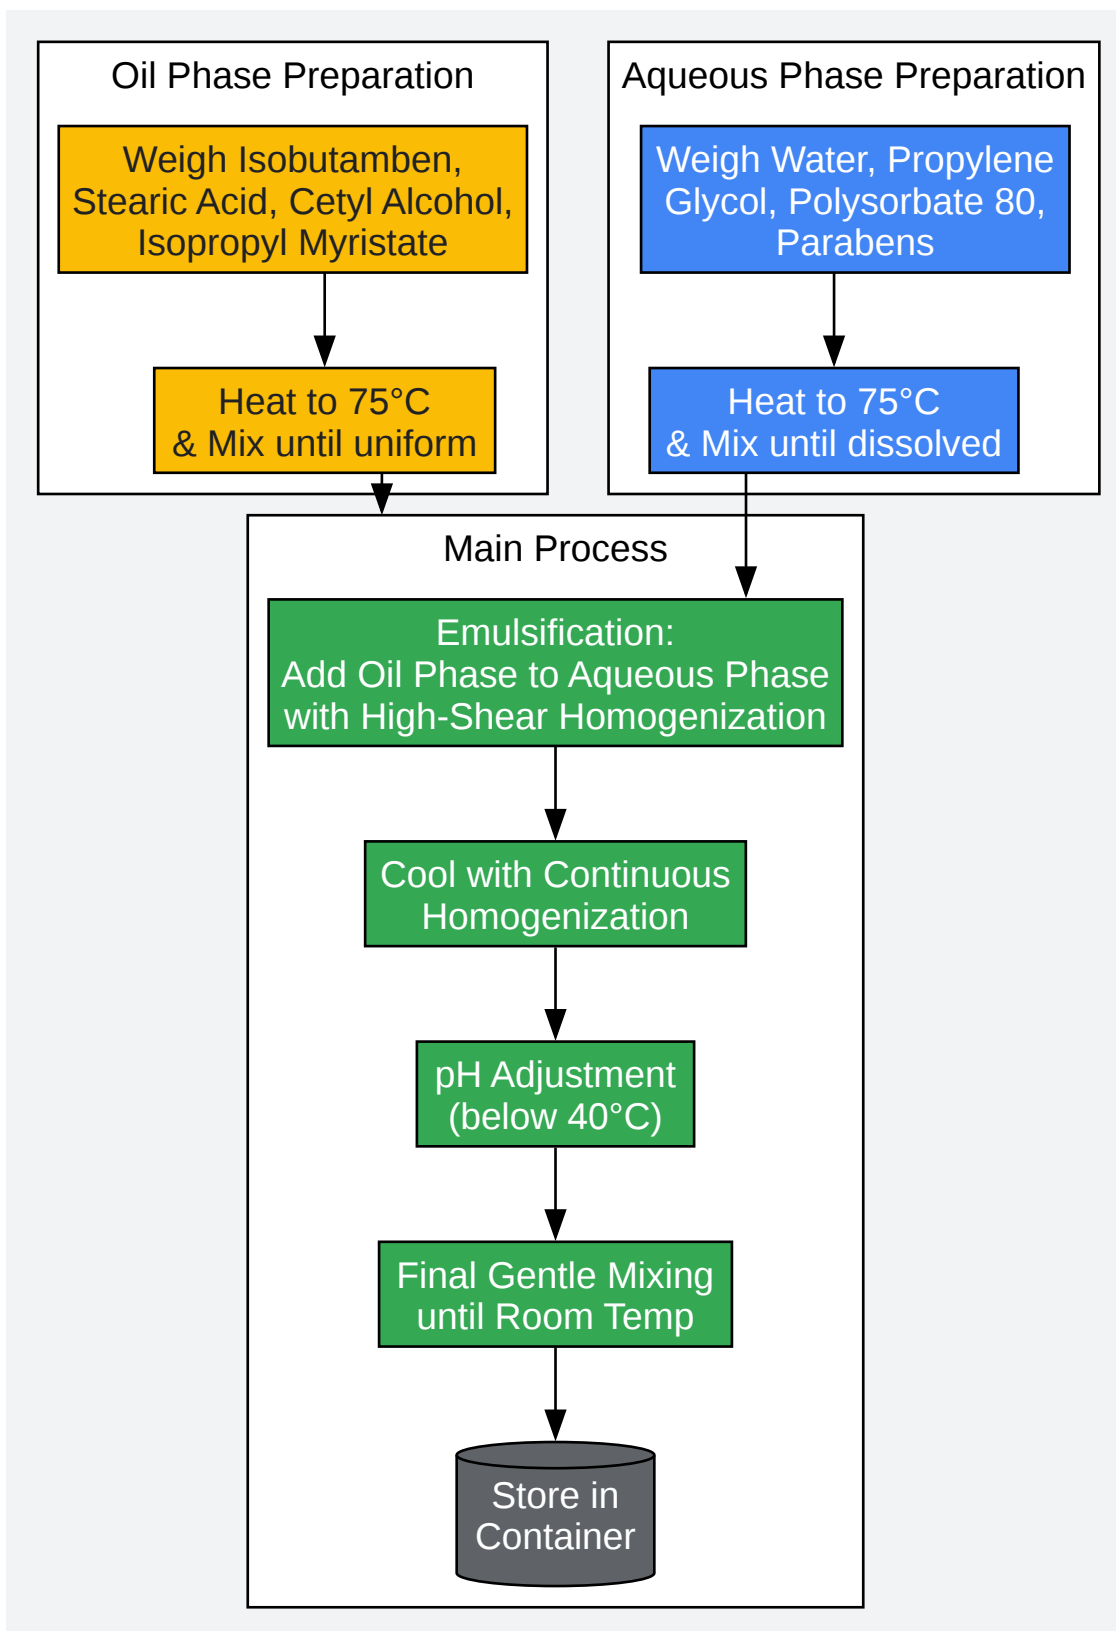 Oil Phase Preparation
Weigh Isobutamben,
Stearic Acid, Cetyl Alcohol,
Isopropyl Myristate
Heat to 75°C
& Mix until uniform
Aqueous Phase Preparation
Weigh Water, Propylene
Glycol, Polysorbate 80,
Parabens
Heat to 75°C
& Mix until dissolved
Main Process
Emulsification:
Add Oil Phase to Aqueous Phase
with High-Shear Homogenization
Cool with Continuous
Homogenization
pH Adjustment
(below 40°C)
Final Gentle Mixing
until Room Temp
Store in
Container